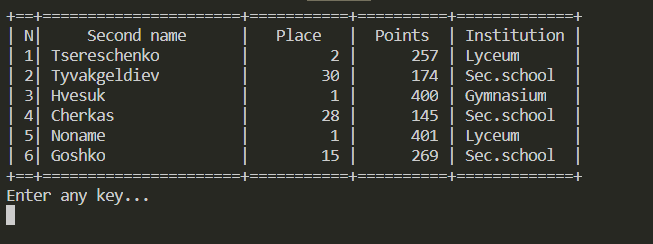 +==+======================+===========+==========+=============+
| N|     Second name      |   Place   |  Points  | Institution |
| 1| Tsereschenko         |         2 |      257 | Lyceum      |
| 2| Tyvakgeldiev         |        30 |      174 | Sec.school  |
| 3| Hvesuk               |         1 |      400 | Gymnasium   |
| 4| Cherkas              |        28 |      145 | Sec.school  |
| 5| Noname               |         1 |      401 | Lyceum      |
| 6| Goshko               |        15 |      269 | Sec.school  |
+==+======================+===========+==========+=============+
Enter any key...